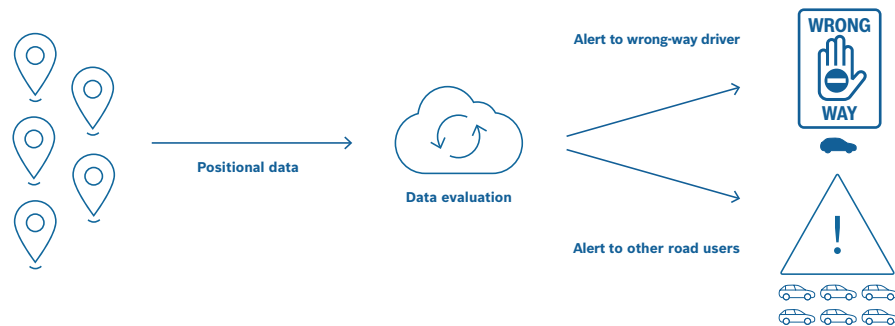 Alert to wrong-way driver
WRONG
WAY
Positional data
Data evaluation
Alert to other road users
!